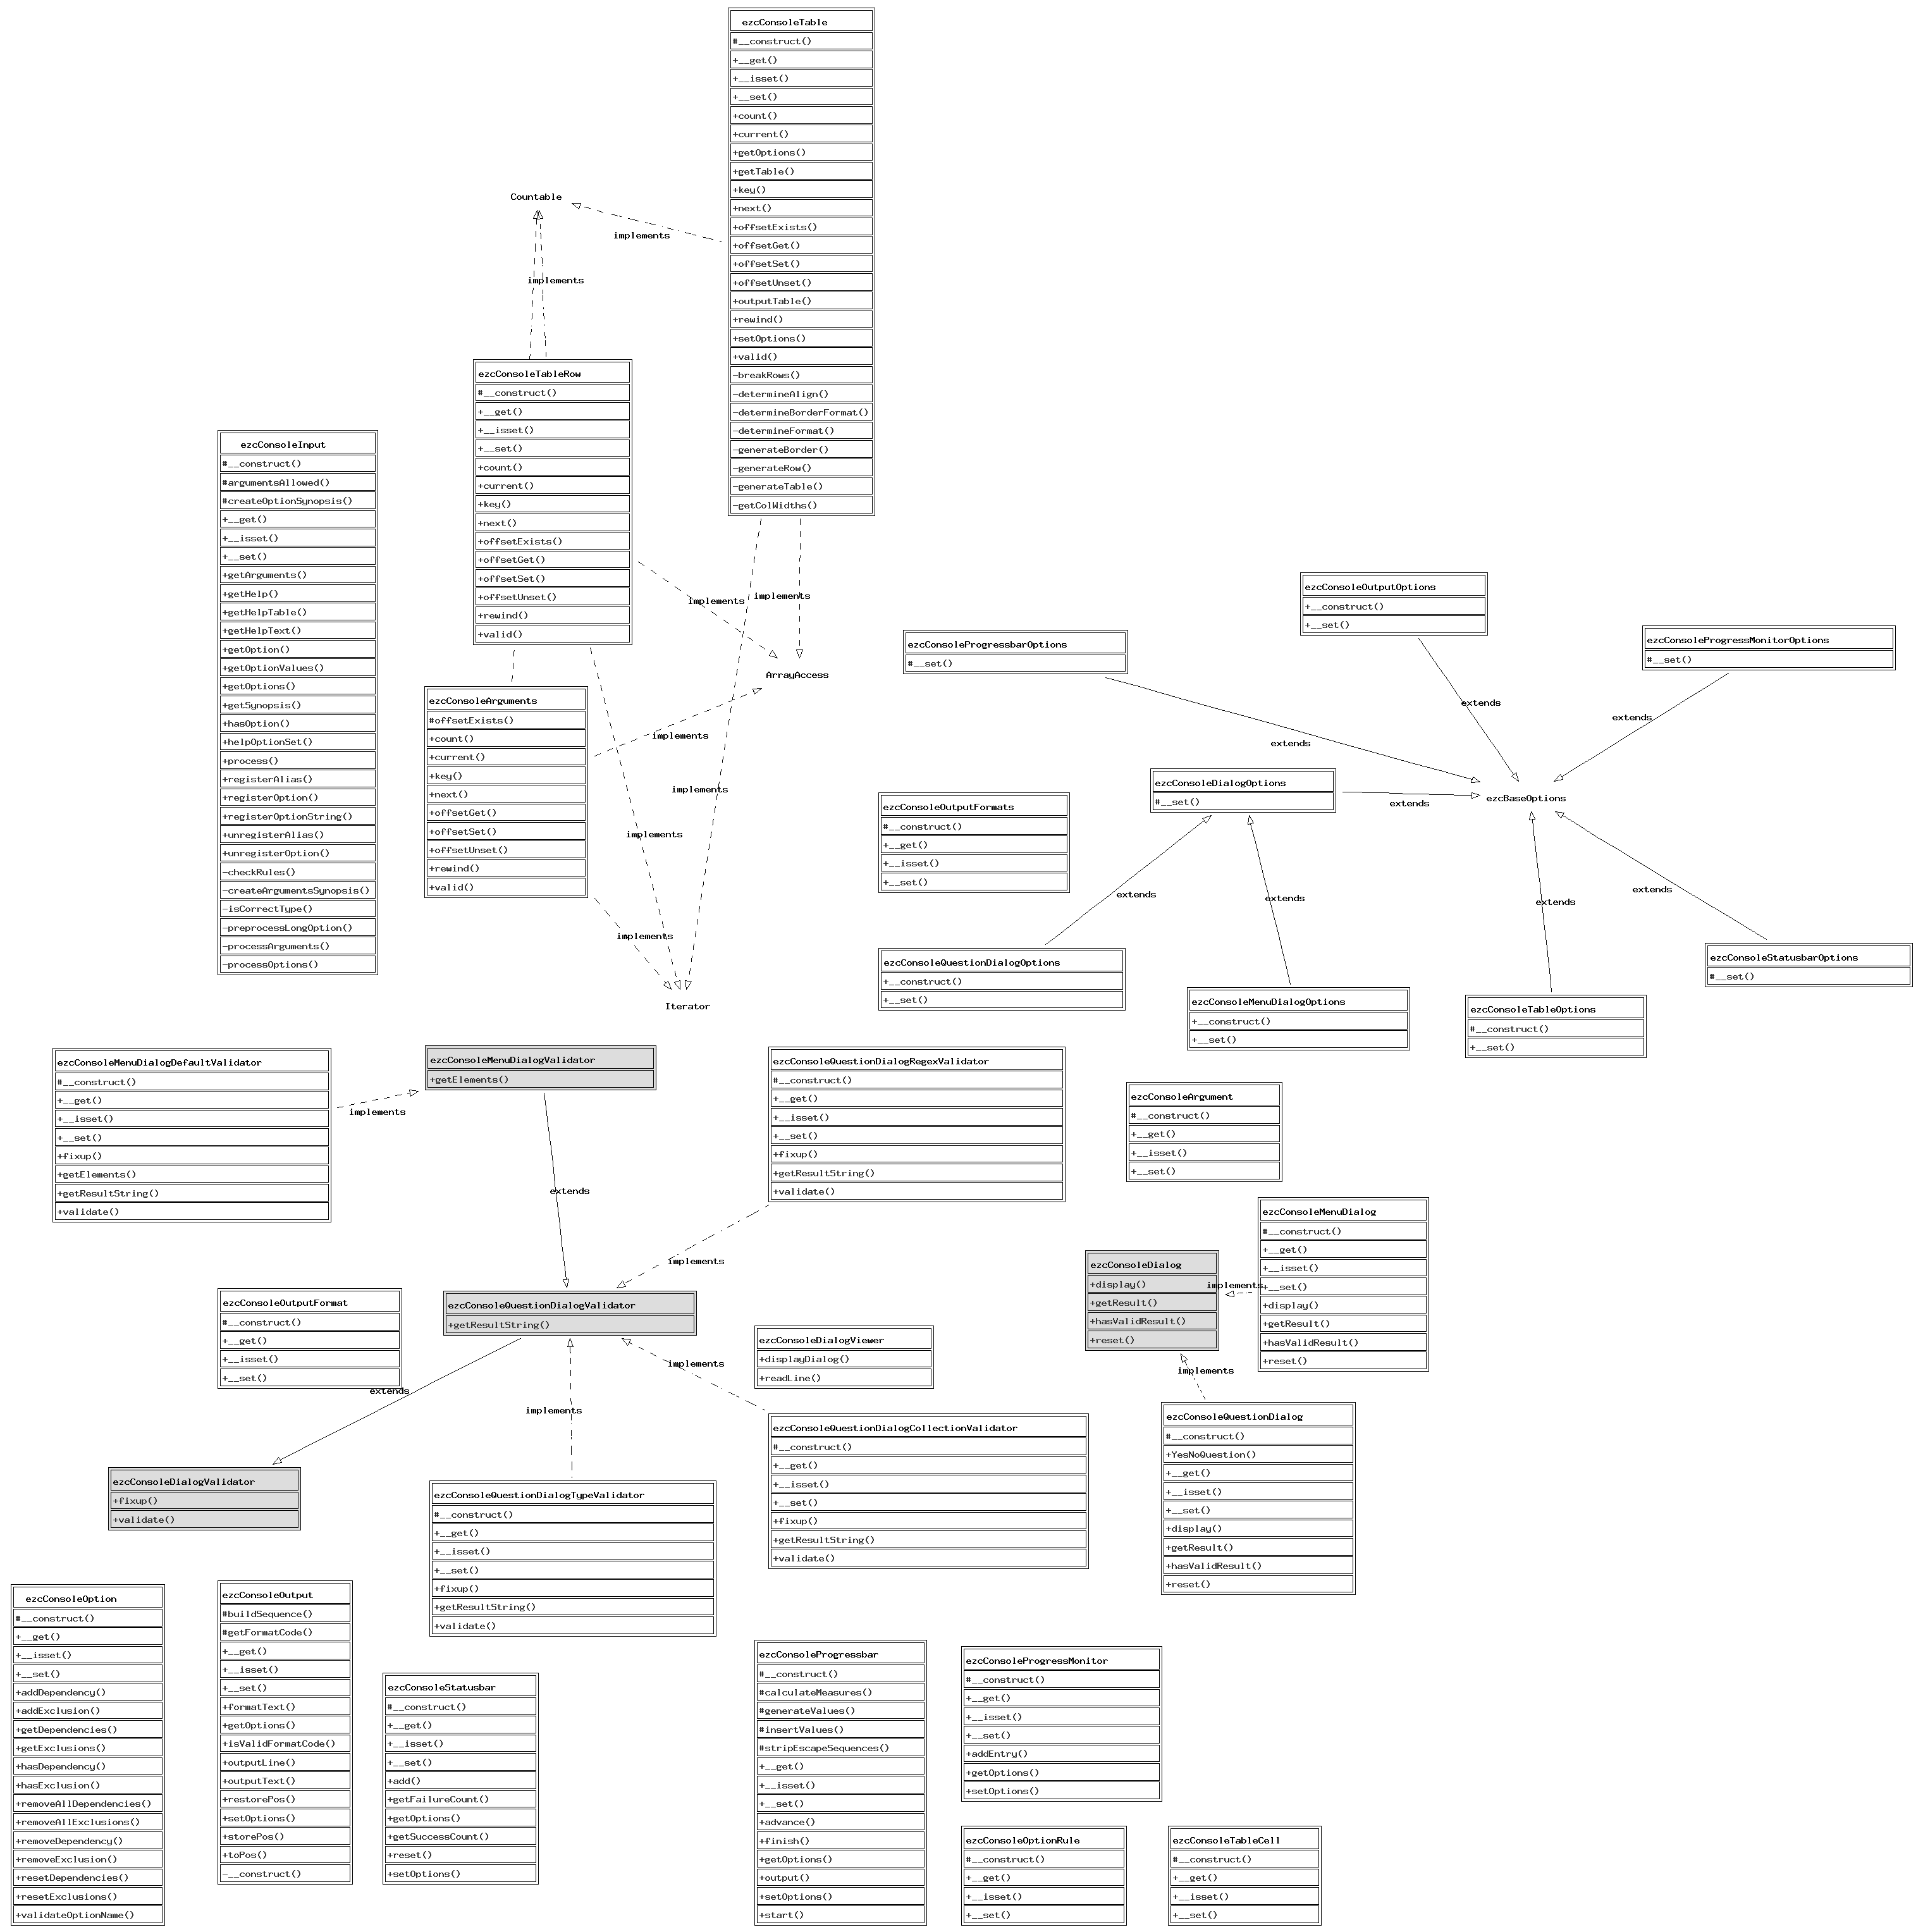 ezcConsoleTable
#__construct()
+__get()
+__isset()
+__set()
+count()
+current()
+getOptions()
+getTable()
+key()
+next()
+offsetExists()
+offsetGet()
+offsetSet()
+offsetUnset()
+outputTable()
+rewind()
+setOptions()
+valid()
-breakRows()
-determineAlign()
-determineBorderFormat()
-determineFormat()
-generateBorder()
-generateRow()
-generateTable()
-getColWidths()
Countable
implements
implements
ezcConsoleTableRow
#__construct()
+__get()
+__isset()
+__set()
+count()
+current()
+key()
+next()
+offsetExists()
+offsetGet()
+offsetSet()
+offsetUnset()
+rewind()
+valid()
ezcConsoleInput
#__construct()
#argumentsAllowed()
#createOptionSynopsis()
+__get()
+__isset()
+__set()
+getArguments()
+getHelp()
+getHelpTable()
+getHelpText()
+getOption()
+getOptionValues()
+getOptions()
+getSynopsis()
+hasOption()
+helpOptionSet()
+process()
+registerAlias()
+registerOption()
+registerOptionString()
+unregisterAlias()
+unregisterOption()
-checkRules()
-createArgumentsSynopsis()
-isCorrectType()
-preprocessLongOption()
-processArguments()
-processOptions()
implements
implements
ArrayAccess
ezcConsoleArguments
#offsetExists()
+count()
+current()
+key()
+next()
+offsetGet()
+offsetSet()
+offsetUnset()
+rewind()
+valid()
implements
implements
implements
implements
Iterator
ezcConsoleOutputOptions
+__construct()
+__set()
ezcConsoleProgressbarOptions
#__set()
ezcConsoleProgressMonitorOptions
#__set()
extends
extends
extends
ezcConsoleDialogOptions
#__set()
extends
ezcBaseOptions
ezcConsoleOutputFormats
#__construct()
+__get()
+__isset()
+__set()
extends
extends
extends
extends
ezcConsoleQuestionDialogOptions
+__construct()
+__set()
ezcConsoleMenuDialogOptions
+__construct()
+__set()
ezcConsoleTableOptions
#__construct()
+__set()
ezcConsoleStatusbarOptions
#__set()
ezcConsoleMenuDialogDefaultValidator
#__construct()
+__get()
+__isset()
+__set()
+fixup()
+getElements()
+getResultString()
+validate()
implements
ezcConsoleMenuDialogValidator
+getElements()
extends
ezcConsoleQuestionDialogRegexValidator
#__construct()
+__get()
+__isset()
+__set()
+fixup()
+getResultString()
+validate()
implements
ezcConsoleArgument
#__construct()
+__get()
+__isset()
+__set()
ezcConsoleMenuDialog
#__construct()
+__get()
+__isset()
+__set()
+display()
+getResult()
+hasValidResult()
+reset()
ezcConsoleDialog
+display()
+getResult()
+hasValidResult()
+reset()
implements
implements
ezcConsoleOutputFormat
#__construct()
+__get()
+__isset()
+__set()
ezcConsoleQuestionDialogValidator
+getResultString()
ezcConsoleDialogViewer
+displayDialog()
+readLine()
extends
implements
implements
ezcConsoleQuestionDialog
#__construct()
+YesNoQuestion()
+__get()
+__isset()
+__set()
+display()
+getResult()
+hasValidResult()
+reset()
ezcConsoleQuestionDialogCollectionValidator
#__construct()
+__get()
+__isset()
+__set()
+fixup()
+getResultString()
+validate()
ezcConsoleDialogValidator
+fixup()
+validate()
ezcConsoleQuestionDialogTypeValidator
#__construct()
+__get()
+__isset()
+__set()
+fixup()
+getResultString()
+validate()
ezcConsoleOption
#__construct()
+__get()
+__isset()
+__set()
+addDependency()
+addExclusion()
+getDependencies()
+getExclusions()
+hasDependency()
+hasExclusion()
+removeAllDependencies()
+removeAllExclusions()
+removeDependency()
+removeExclusion()
+resetDependencies()
+resetExclusions()
+validateOptionName()
ezcConsoleOutput
#buildSequence()
#getFormatCode()
+__get()
+__isset()
+__set()
+formatText()
+getOptions()
+isValidFormatCode()
+outputLine()
+outputText()
+restorePos()
+setOptions()
+storePos()
+toPos()
-__construct()
ezcConsoleStatusbar
#__construct()
+__get()
+__isset()
+__set()
+add()
+getFailureCount()
+getOptions()
+getSuccessCount()
+reset()
+setOptions()
ezcConsoleProgressbar
#__construct()
#calculateMeasures()
#generateValues()
#insertValues()
#stripEscapeSequences()
+__get()
+__isset()
+__set()
+advance()
+finish()
+getOptions()
+output()
+setOptions()
+start()
ezcConsoleProgressMonitor
#__construct()
+__get()
+__isset()
+__set()
+addEntry()
+getOptions()
+setOptions()
ezcConsoleOptionRule
#__construct()
+__get()
+__isset()
+__set()
ezcConsoleTableCell
#__construct()
+__get()
+__isset()
+__set()